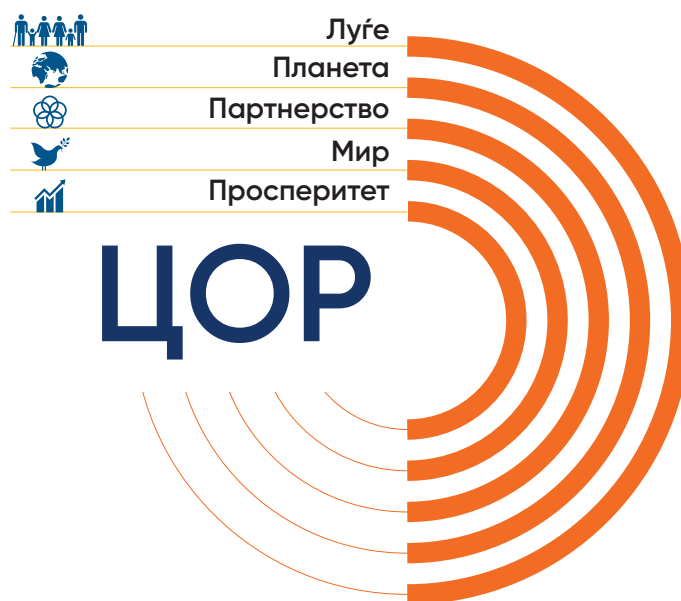 Луѓе
Планета
Партнерство
Мир
Просперитет
ЦОР